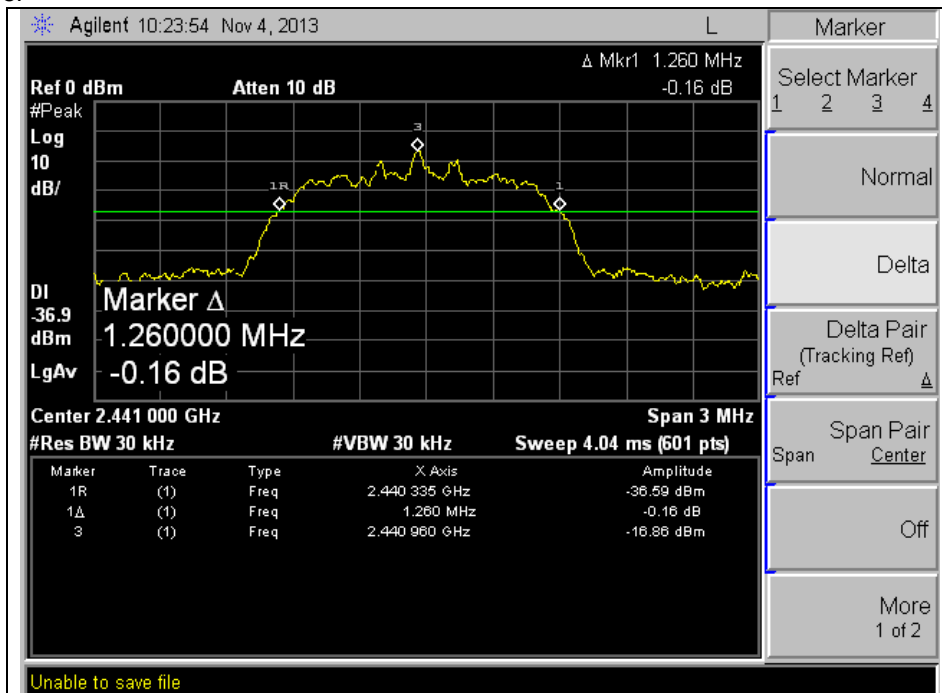 Agilent 10:23:54 Nov 4, 2013 L
Δ Mkr1 1.260 MHz
Ref 0 dBm Atten 10 dB -0.16 dB
#Peak
Log
10
dB/
3
1R
1
DI
-36.9
dBm
LgAv
Marker Δ
1.260000 MHz
-0.16 dB
Center 2.441 000 GHz Span 3 MHz
#Res BW 30 kHz #VBW 30 kHz Sweep 4.04 ms (601 pts)
Marker Trace Type X Axis Amplitude
1R (1) Freq 2.440 335 GHz -36.59 dBm
1Δ (1) Freq 1.260 MHz -0.16 dB
3 (1) Freq 2.440 960 GHz -16.86 dBm
Unable to save file
Marker
Select Marker
1 2 3 4
Normal
Delta
Delta Pair
(Tracking Ref)
Ref Δ
Span Pair
Span Center
Off
More
1 of 2